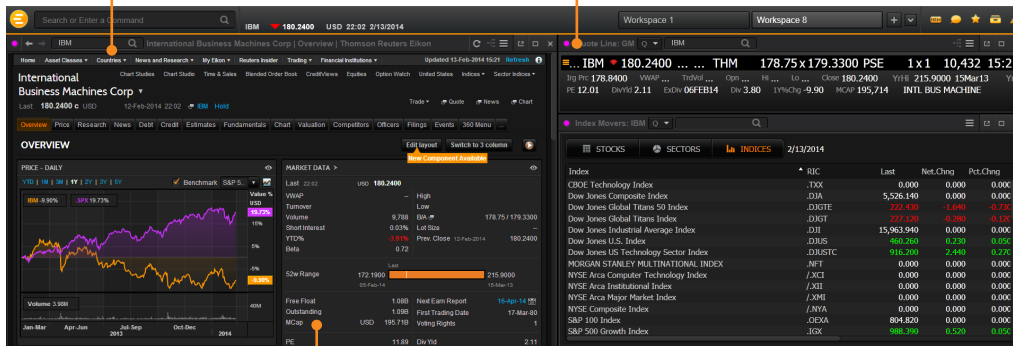 Search or Enter a Command
IBM 180.2400 USD 22:02 2/13/2014
Workspace 1 Workspace 8
IBM International Business Machines Corp | Overview | Thomson Reuters Eikon
Home Asset Classes Countries News and Research My Eikon Reuters Insider Trading Financial Institutions Updated 13-Feb-2014 15:21 Refresh
International Chart Studies Chart Studio Time & Sales Blended Order Book CreditViews Equities Option Watch United States Indices Sector Indices
Business Machines Corp
Last 180.2400 c USD 12-Feb-2014 22:02 IBM Hold Trade Quote News Chart
Overview Price Research News Debt Credit Estimates Fundamentals Chart Valuation Competitors Officers Filings Events 360 Menu ...
OVERVIEW Edit layout Switch to 3 column
New Component Available
PRICE - DAILY
YTD | 1M | 3M | 1Y | 2Y | 3Y | 5Y Benchmark S&P 5..
IBM -9.90% .SPX 19.73%
Value %
USD
19.73%
10%
5%
-5%
-9.90%
Volume 3.98M 40M
Jan-Mar Apr-Jun Jul-Sep Oct-Dec
2013 2014
MARKET DATA >
Last 22:02 USD 180.2400
VWAP -- High
Turnover Low
Volume 9,788 B/A 178.75 / 179.3300
Short Interest 0.03% Lot Size --
YTD% -3.91% Prev. Close 12-Feb-2014 180.2400
Beta 0.72
Last
52w Range 172.1900 215.9000
05-Feb-14 15-Mar-13
Free Float 1.08B Next Earn Report 16-Apr-14
Outstanding 1.09B First Trading Date 17-Mar-80
MCap USD 195.71B Voting Rights 1
PE 11.89 Div Yld 2.11
Quote Line: GM Q IBM
... IBM 180.2400 ... ... THM 178.75 x 179.3300 PSE 1 x 1 10,432 15:2
Irg Prc 178.8400 VWAP ... TrdVol ... Opn ... Hi ... Lo ... Close 180.2400 YrHi 215.9000 15Mar13
PE 12.01 DivYld 2.11 ExDiv 06FEB14 Div 3.80 1Y%Chg -9.90 MCAP 195,714 INTL BUS MACHINE
Index Movers: IBM Q
STOCKS SECTORS INDICES 2/13/2014
Index RIC Last Net.Chng Pct.Chng
CBOE Technology Index .TXX 0.000 0.000 0.000
Dow Jones Composite Index .DJA 5,526.140 0.000 0.000
Dow Jones Global Titans 50 Index .DJGTE 222.430 -1.640 -0.730
Dow Jones Global Titans Index .DJGT 227.120 -0.280 -0.120
Dow Jones Industrial Average Index .DJI 15,963.940 0.000 0.000
Dow Jones U.S. Index .DJUS 460.260 0.230 0.050
Dow Jones US Technology Sector Index .DJUSTC 916.200 2.440 0.270
MORGAN STANLEY MULTINATIONAL INDEX .NFT 0.000 0.000 0.000
NYSE Arca Computer Technology Index /.XCI 0.000 0.000 0.000
NYSE Arca Institutional Index /.XII 0.000 0.000 0.000
NYSE Arca Major Market Index /.XMI 0.000 0.000 0.000
NYSE Composite Index /.NYA 0.000 0.000 0.000
S&P 100 Index .OEXA 804.820 0.000 0.000
S&P 500 Growth Index .IGX 988.390 0.520 0.050